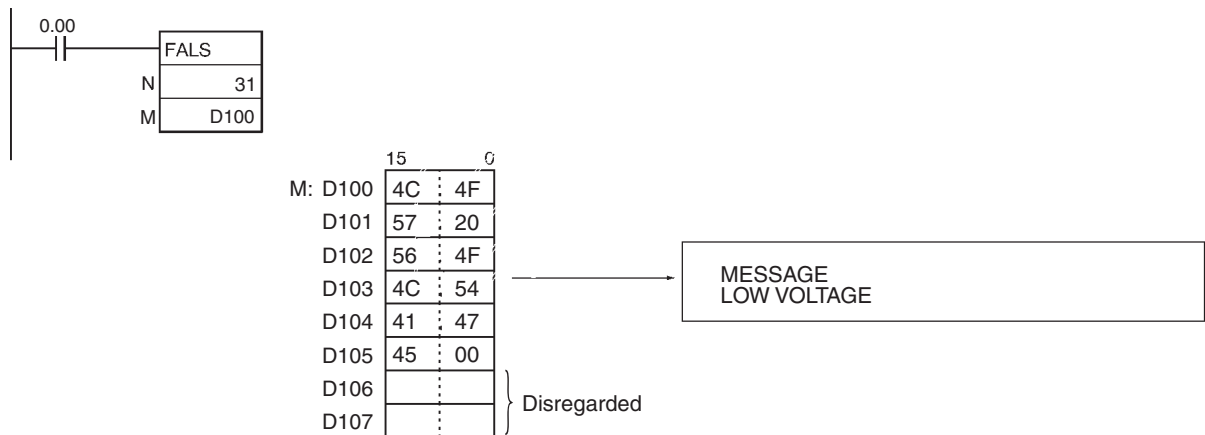 0.00
FALS
N 31
M D100
15 0
M: D100 4C 4F
D101 57 20
D102 56 4F
D103 4C 54
D104 41 47
D105 45 00
D106
D107
Disregarded
MESSAGE
LOW VOLTAGE